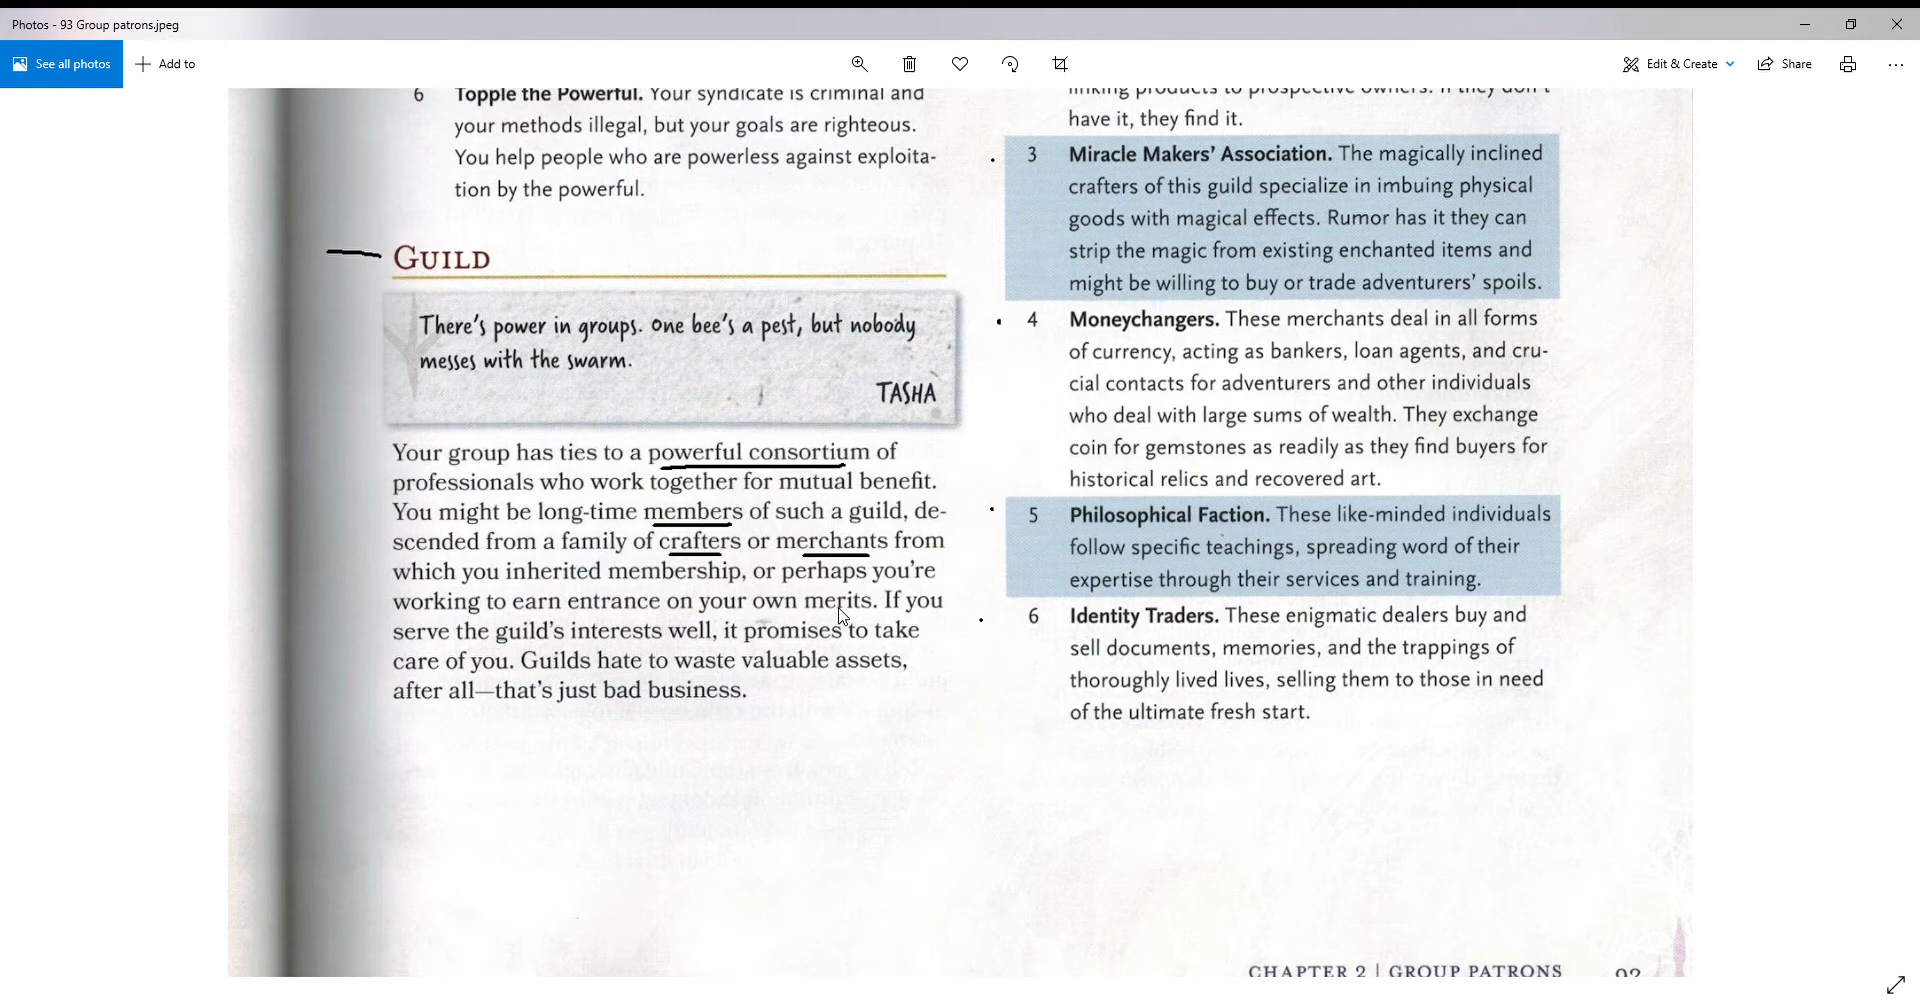 Photos - 93 Group patrons.jpeg
See all photos
Add to
Edit & Create
Share
6 Topple the Powerful. Your syndicate is criminal and
your methods illegal, but your goals are righteous.
You help people who are powerless against exploita-
tion by the powerful.
GUILD
There's power in groups. One bee's a pest, but nobody
messes with the swarm.
TASHA
Your group has ties to a powerful consortium of
professionals who work together for mutual benefit.
You might be long-time members of such a guild, de-
scended from a family of crafters or merchants from
which you inherited membership, or perhaps you're
working to earn entrance on your own merits. If you
serve the guild's interests well, it promises to take
care of you. Guilds hate to waste valuable assets,
after all—that's just bad business.
linking products to prospective owners. If they don't
have it, they find it.
3 Miracle Makers' Association. The magically inclined
crafters of this guild specialize in imbuing physical
goods with magical effects. Rumor has it they can
strip the magic from existing enchanted items and
might be willing to buy or trade adventurers' spoils.
4 Moneychangers. These merchants deal in all forms
of currency, acting as bankers, loan agents, and cru-
cial contacts for adventurers and other individuals
who deal with large sums of wealth. They exchange
coin for gemstones as readily as they find buyers for
historical relics and recovered art.
5 Philosophical Faction. These like-minded individuals
follow specific teachings, spreading word of their
expertise through their services and training.
6 Identity Traders. These enigmatic dealers buy and
sell documents, memories, and the trappings of
thoroughly lived lives, selling them to those in need
of the ultimate fresh start.
CHAPTER 2 | GROUP PATRONS